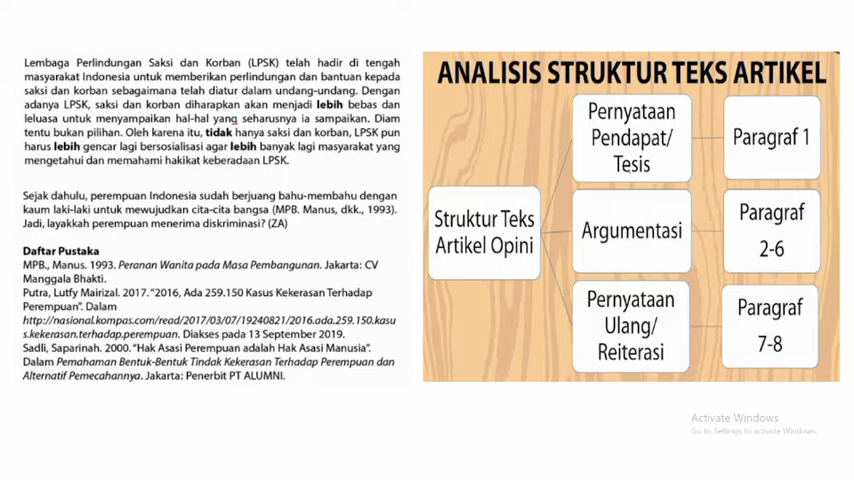 Lembaga Perlindungan Saksi dan Korban (LPSK) telah hadir di tengah
masyarakat Indonesia untuk memberikan perlindungan dan bantuan kepada
saksi dan korban sebagaimana telah diatur dalam undang-undang. Dengan
adanya LPSK, saksi dan korban diharapkan akan menjadi lebih bebas dan
leluasa untuk menyampaikan hal-hal yang seharusnya ia sampaikan. Diam
tentu bukan pilihan. Oleh karena itu, tidak hanya saksi dan korban, LPSK pun
harus lebih gencar lagi bersosialisasi agar lebih banyak lagi masyarakat yang
mengetahui dan memahami hakikat keberadaan LPSK.
Sejak dahulu, perempuan Indonesia sudah berjuang bahu-membahu dengan
kaum laki-laki untuk mewujudkan cita-cita bangsa (MPB. Manus, dkk., 1993).
Jadi, layakkah perempuan menerima diskriminasi? (ZA)
Daftar Pustaka
MPB., Manus. 1993. Peranan Wanita pada Masa Pembangunan. Jakarta: CV
Manggala Bhakti.
Putra, Lutfy Mairizal. 2017. "2016, Ada 259.150 Kasus Kekerasan Terhadap
Perempuan". Dalam
http://nasional.kompas.com/read/2017/03/07/19240821/2016.ada.259.150.kasu
s.kekerasan.terhadap.perempuan. Diakses pada 13 September 2019.
Sadli, Saparinah. 2000. "Hak Asasi Perempuan adalah Hak Asasi Manusia".
Dalam Pemahaman Bentuk-Bentuk Tindak Kekerasan Terhadap Perempuan dan
Alternatif Pemecahannya. Jakarta: Penerbit PT ALUMNI.
ANALISIS STRUKTUR TEKS ARTIKEL
Struktur Teks
Artikel Opini
Pernyataan
Pendapat/
Tesis
Paragraf 1
Argumentasi
Paragraf
2-6
Pernyataan
Ulang/
Reiterasi
Paragraf
7-8
Activate Windows
Go to Settings to activate Windows.